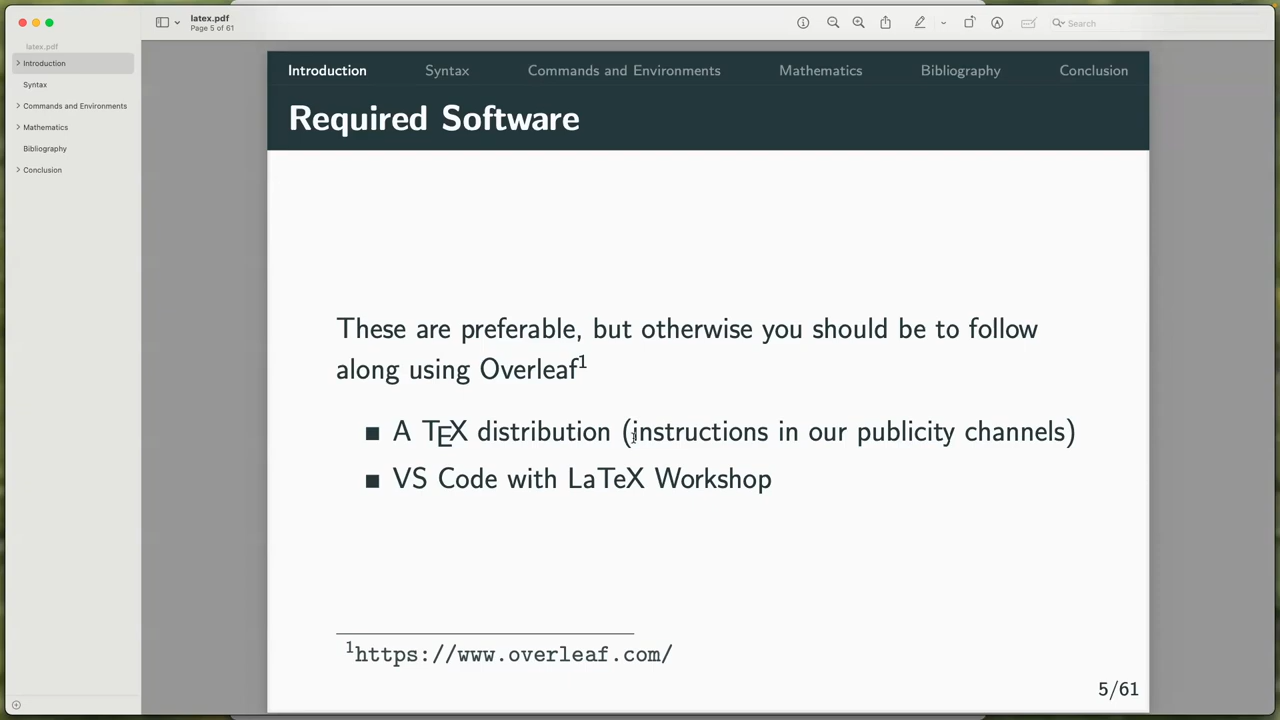 latex.pdf
Page 5 of 61
Search
latex.pdf
Introduction
Syntax
Commands and Environments
Mathematics
Bibliography
Conclusion
Introduction Syntax Commands and Environments Mathematics Bibliography Conclusion
Required Software
These are preferable, but otherwise you should be to follow
along using Overleaf¹
■ A TEX distribution (instructions in our publicity channels)
■ VS Code with LaTeX Workshop
¹https://www.overleaf.com/
5/61